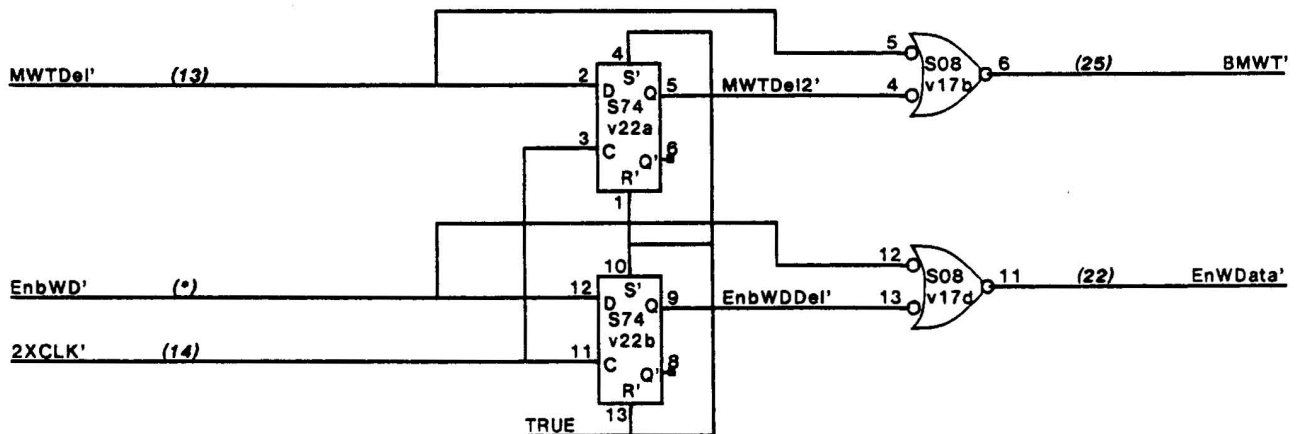 4 5
MWTDel' (13) 2 S' 5 MWTDel2' 4 S08 6 (25) BMWT'
D Q v17b
S74
3 v22a 6
C Q'
R'
1
10 12
EnbWD' (*) 12 S' 9 EnbWDDel' 13 S08 11 (22) EnWData'
D Q v17d
S74
2XCLK' (14) 11 v22b 8
C Q'
R'
TRUE 13